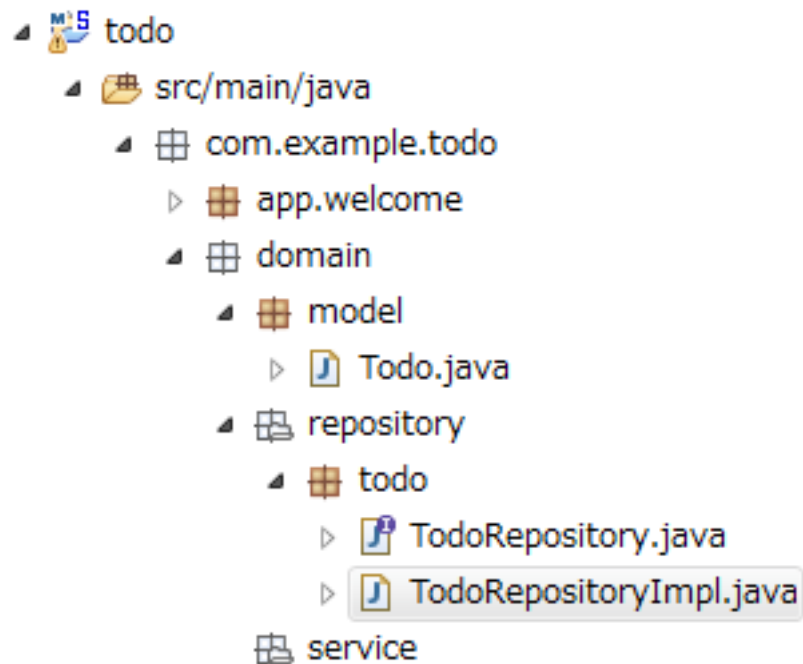 todo
src/main/java
com.example.todo
app.welcome
domain
model
Todo.java
repository
todo
TodoRepository.java
TodoRepositoryImpl.java
service